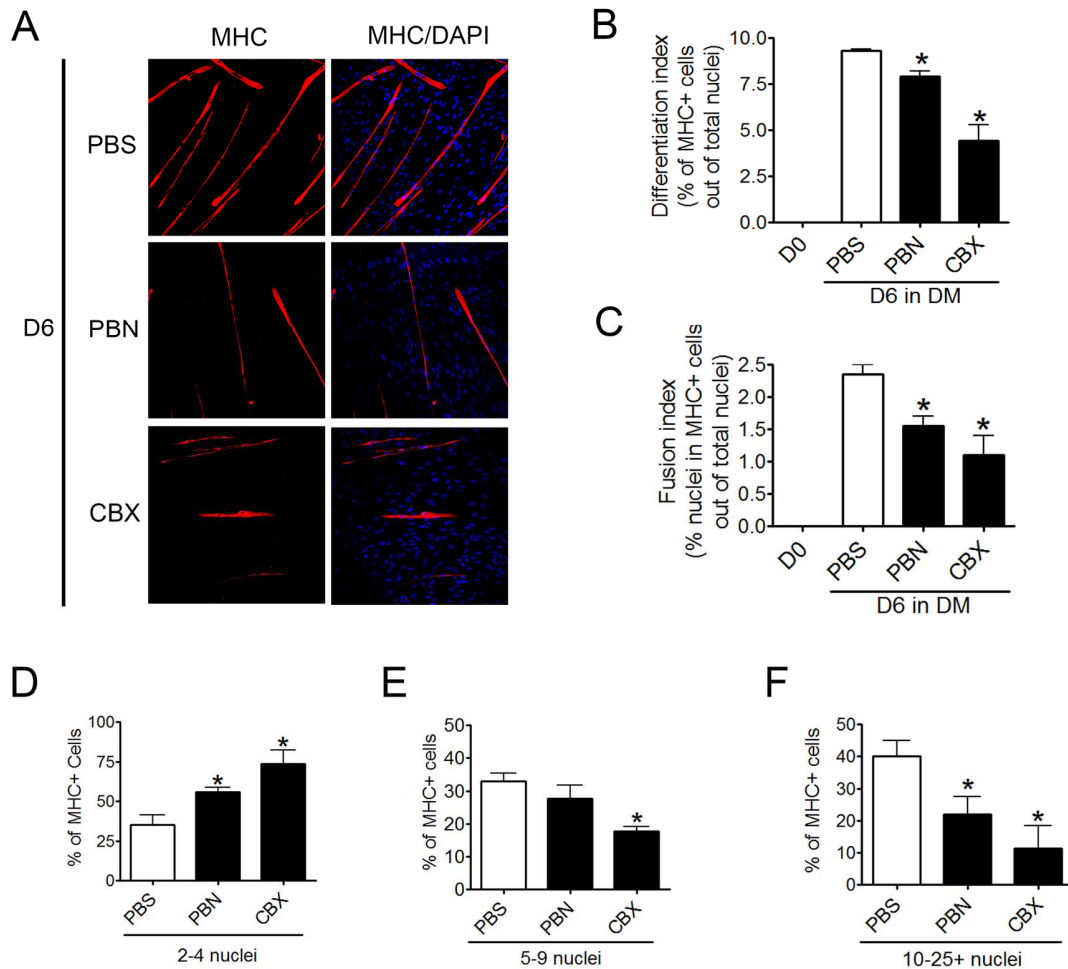 A
MHC
MHC/DAPI
D6
PBS
PBN
CBX
B
Differentiation index
(% of MHC+ cells
out of total nuclei)
10.0
7.5
5.0
2.5
0.0
*
*
D0
PBS
PBN
CBX
D6 in DM
C
Fusion index
(% nuclei in MHC+ cells
out of total nuclei)
2.5
2.0
1.5
1.0
0.5
0.0
*
*
D0
PBS
PBN
CBX
D6 in DM
D
% of MHC+ Cells
100
75
50
25
0
*
*
PBS
PBN
CBX
2-4 nuclei
E
% of MHC+ cells
50
40
30
20
10
0
*
PBS
PBN
CBX
5-9 nuclei
F
% of MHC+ cells
50
40
30
20
10
0
*
*
PBS
PBN
CBX
10-25+ nuclei